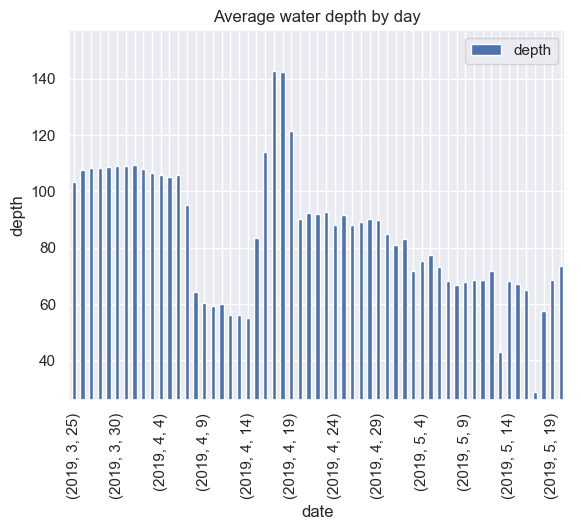 Average water depth by day
depth
depth
140
120
100
80
60
40
(2019, 3, 25)
(2019, 3, 30)
(2019, 4, 4)
(2019, 4, 9)
(2019, 4, 14)
(2019, 4, 19)
(2019, 4, 24)
(2019, 4, 29)
(2019, 5, 4)
(2019, 5, 9)
(2019, 5, 14)
(2019, 5, 19)
date